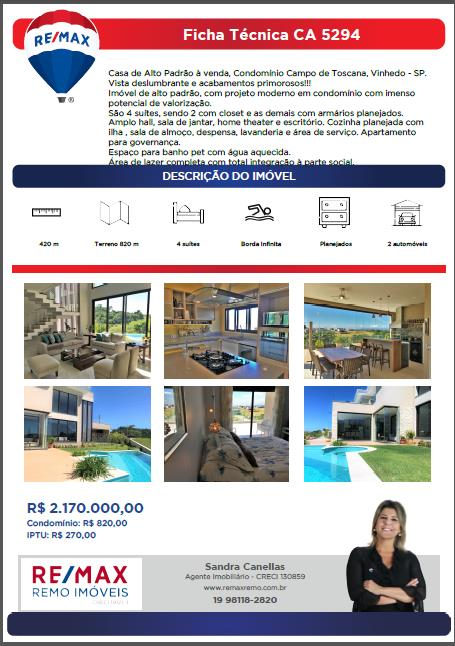 RE/MAX
Ficha Técnica CA 5294
Casa de Alto Padrão à venda, Condomínio Campo de Toscana, Vinhedo - SP.
Vista deslumbrante e acabamentos primorosos!!!
Imóvel de alto padrão, com projeto moderno em condomínio com imenso
potencial de valorização.
São 4 suítes, sendo 2 com closet e as demais com armários planejados.
Amplo hall, sala de jantar, home theater e escritório. Cozinha planejada com
ilha , sala de almoço, despensa, lavanderia e área de serviço. Apartamento
para governança.
Espaço para banho pet com água aquecida.
Área de lazer completa com total integração à parte social.
DESCRIÇÃO DO IMÓVEL
420 m
Terreno 820 m
4 suítes
Borda Infinita
Planejados
2 automóveis
R$ 2.170.000,00
Condomínio: R$ 820,00
IPTU: R$ 270,00
RE/MAX
REMO IMÓVEIS
Sandra Canellas
Agente Imobiliário - CRECI 130859
www.remaxremo.com.br
19 98118-2820